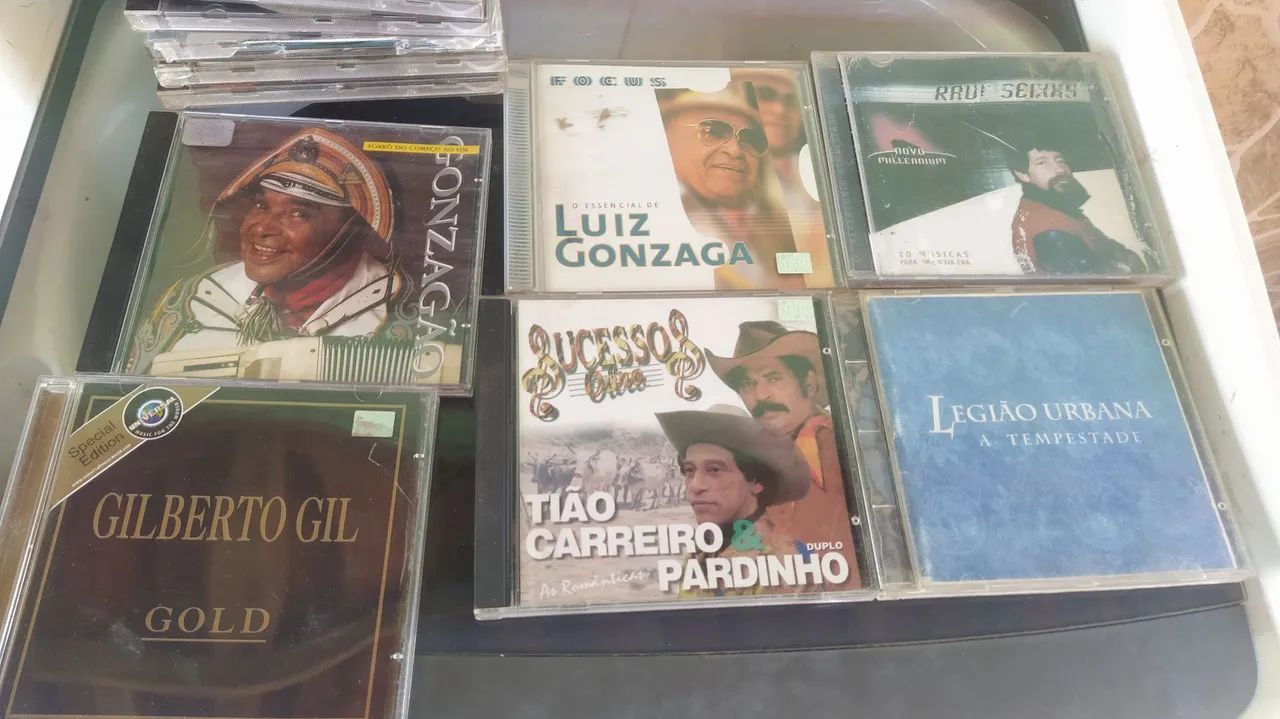 FORRÓ DO COMEÇO AO FIM
GONZAGÃO
FOCUS
O ESSENCIAL DE
LUIZ
GONZAGA
RAUL SEIXAS
NOVO
MILLENNIUM
20 MÚSICAS
PARA UMA NOVA ERA
Special
Edition
UNIVERSAL
MUSIC FOR THE
GILBERTO GIL
GOLD
SUCESSOS
Ouro
TIÃO
CARREIRO &
DUPLO
PARDINHO
As Românticas
LEGIÃO URBANA
A TEMPESTADE